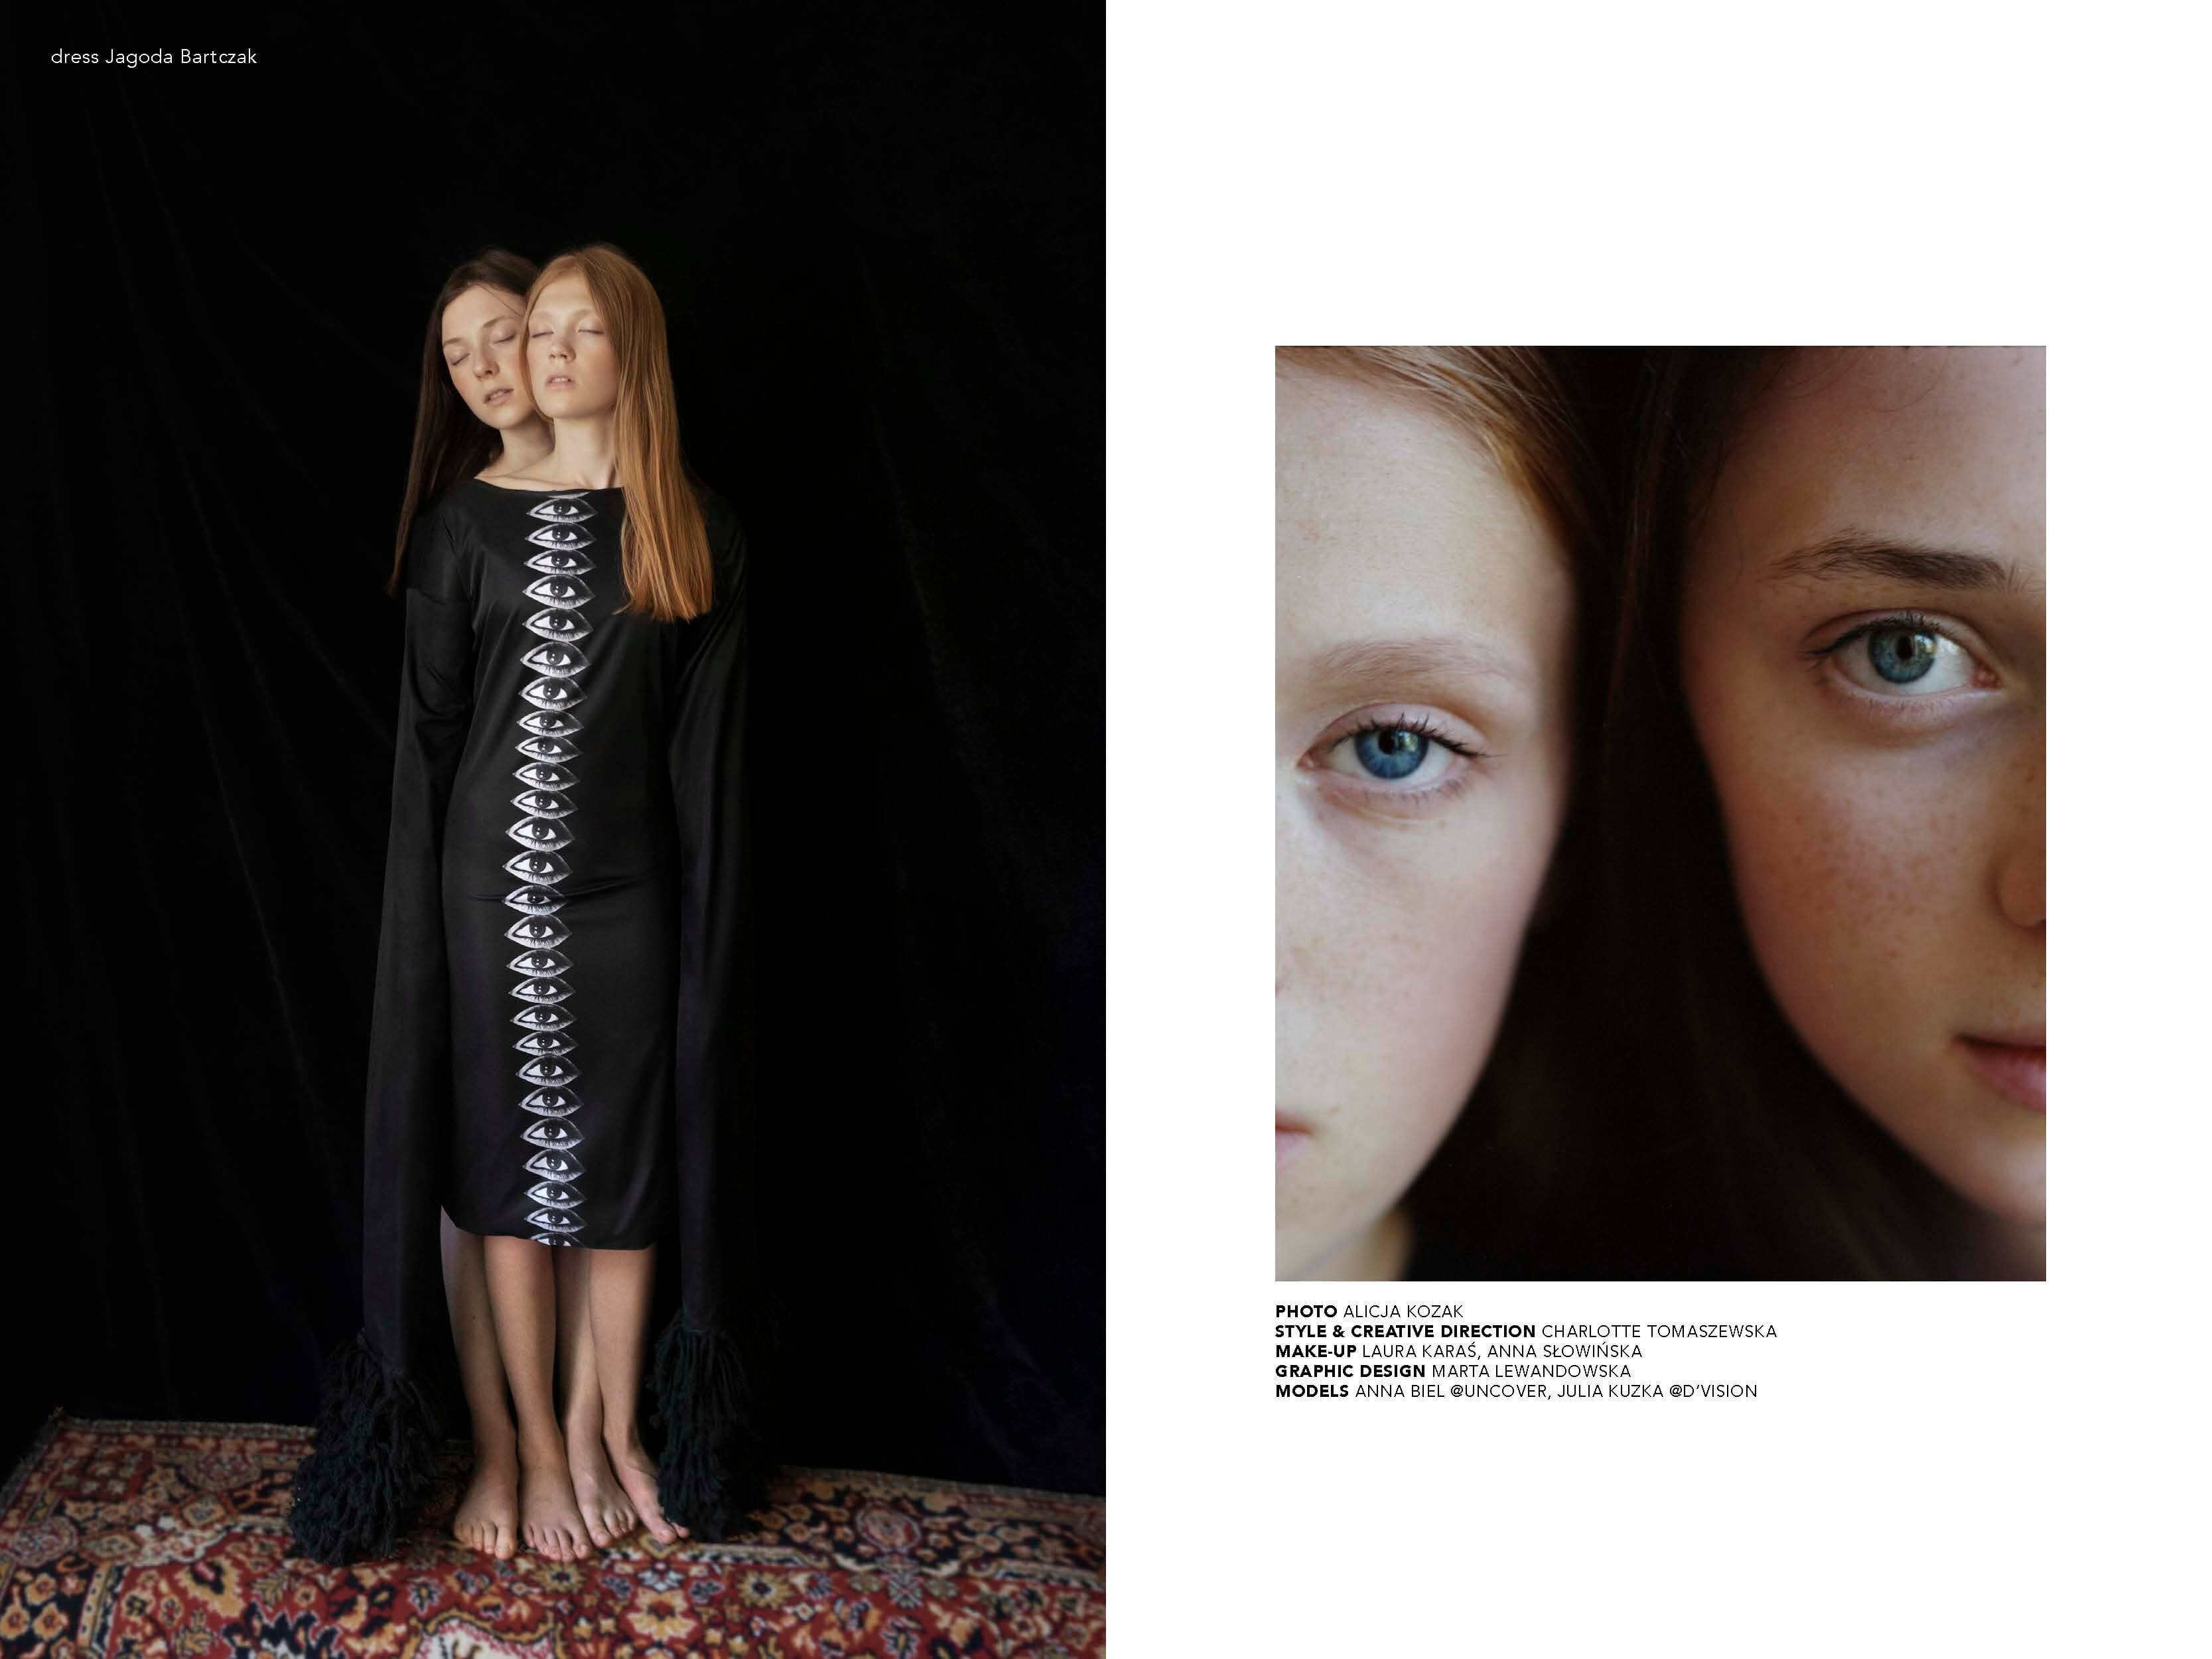 dress Jagoda Bartczak
PHOTO ALICJA KOZAK
STYLE & CREATIVE DIRECTION CHARLOTTE TOMASZEWSKA
MAKE-UP LAURA KARAŚ, ANNA SŁOWIŃSKA
GRAPHIC DESIGN MARTA LEWANDOWSKA
MODELS ANNA BIEL @UNCOVER, JULIA KUZKA @D’VISION